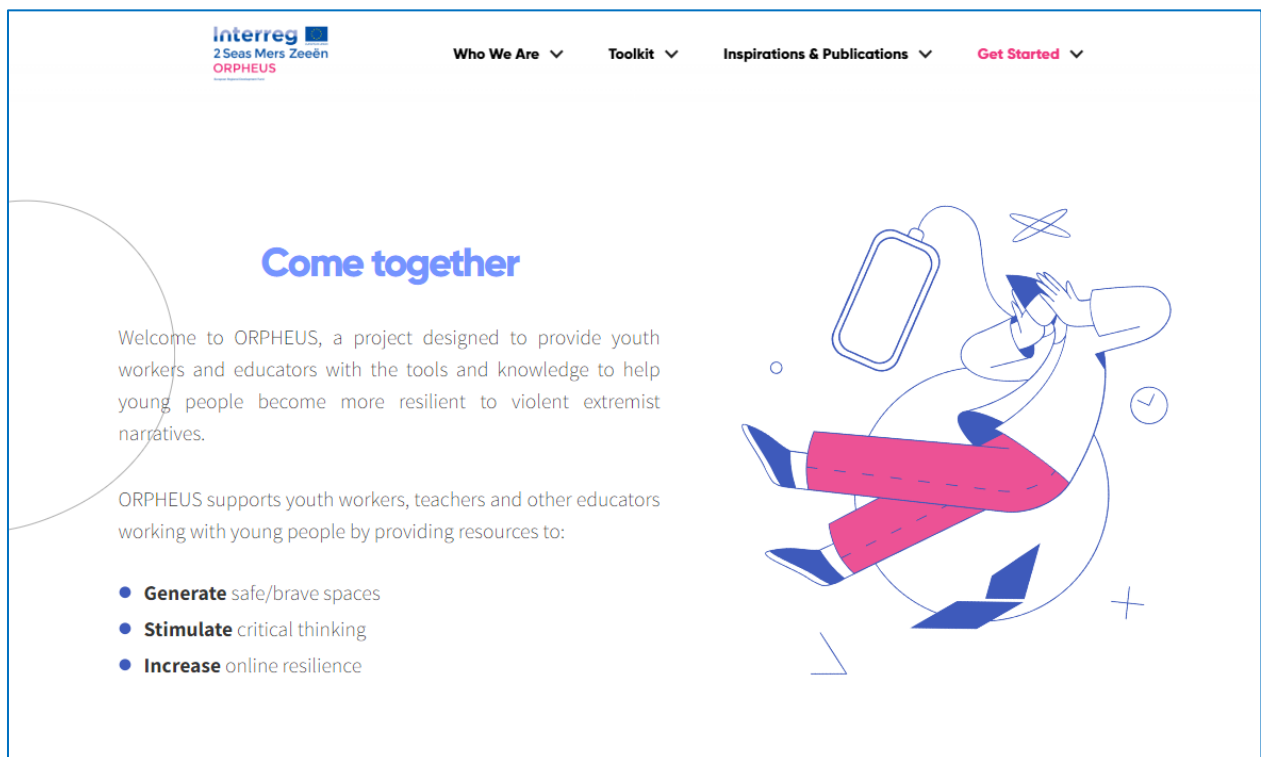 Interreg
2 Seas Mers Zeeën
ORPHEUS
Who We Are
Toolkit
Inspirations & Publications
Get Started
Come together
Welcome to ORPHEUS, a project designed to provide youth
workers and educators with the tools and knowledge to help
young people become more resilient to violent extremist
narratives.
ORPHEUS supports youth workers, teachers and other educators
working with young people by providing resources to:
Generate safe/brave spaces
Stimulate critical thinking
Increase online resilience